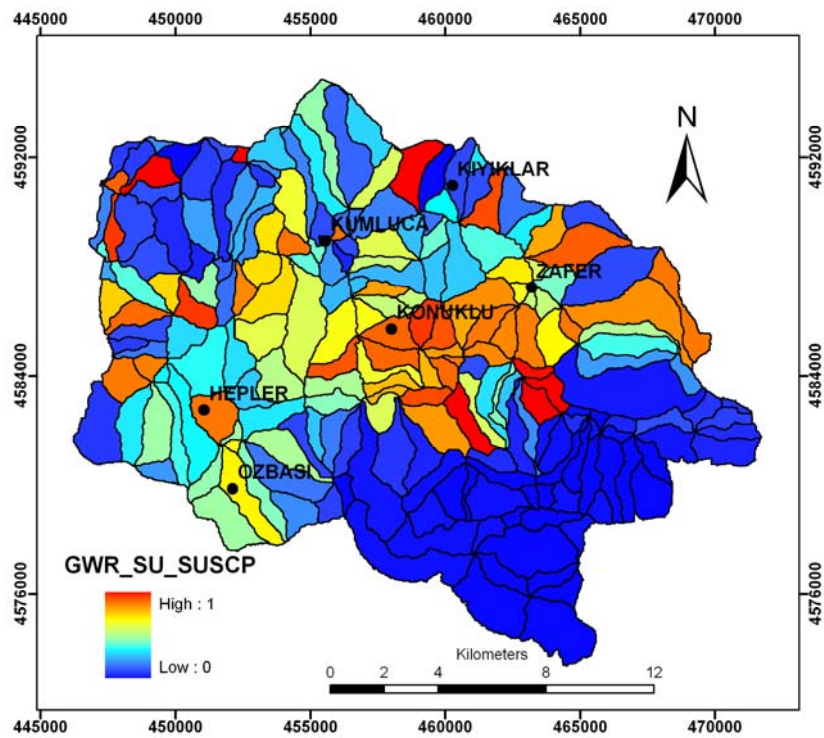 445000 450000 455000 460000 465000 470000
4592000 4592000
N
KIYIKLAR
KUMLUCA
ZAFER
KONUKLU
4584000 4584000
HEPLER
OZBASI
GWR_SU_SUSCP
High : 1
Low : 0
4576000 4576000
Kilometers
0 2 4 8 12
445000 450000 455000 460000 465000 470000